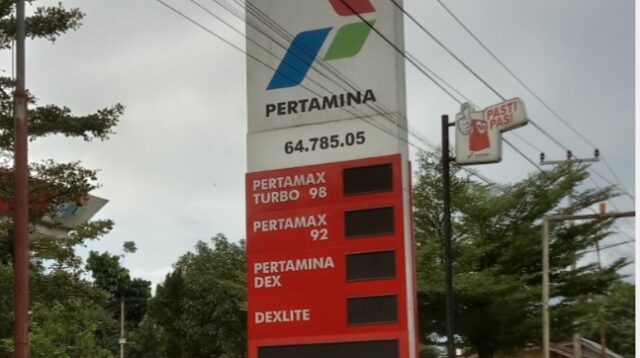 PERTAMINA
64.785.05
PASTI
PAS!
PERTAMAX
TURBO 98
PERTAMAX
92
PERTAMINA
DEX
DEXLITE